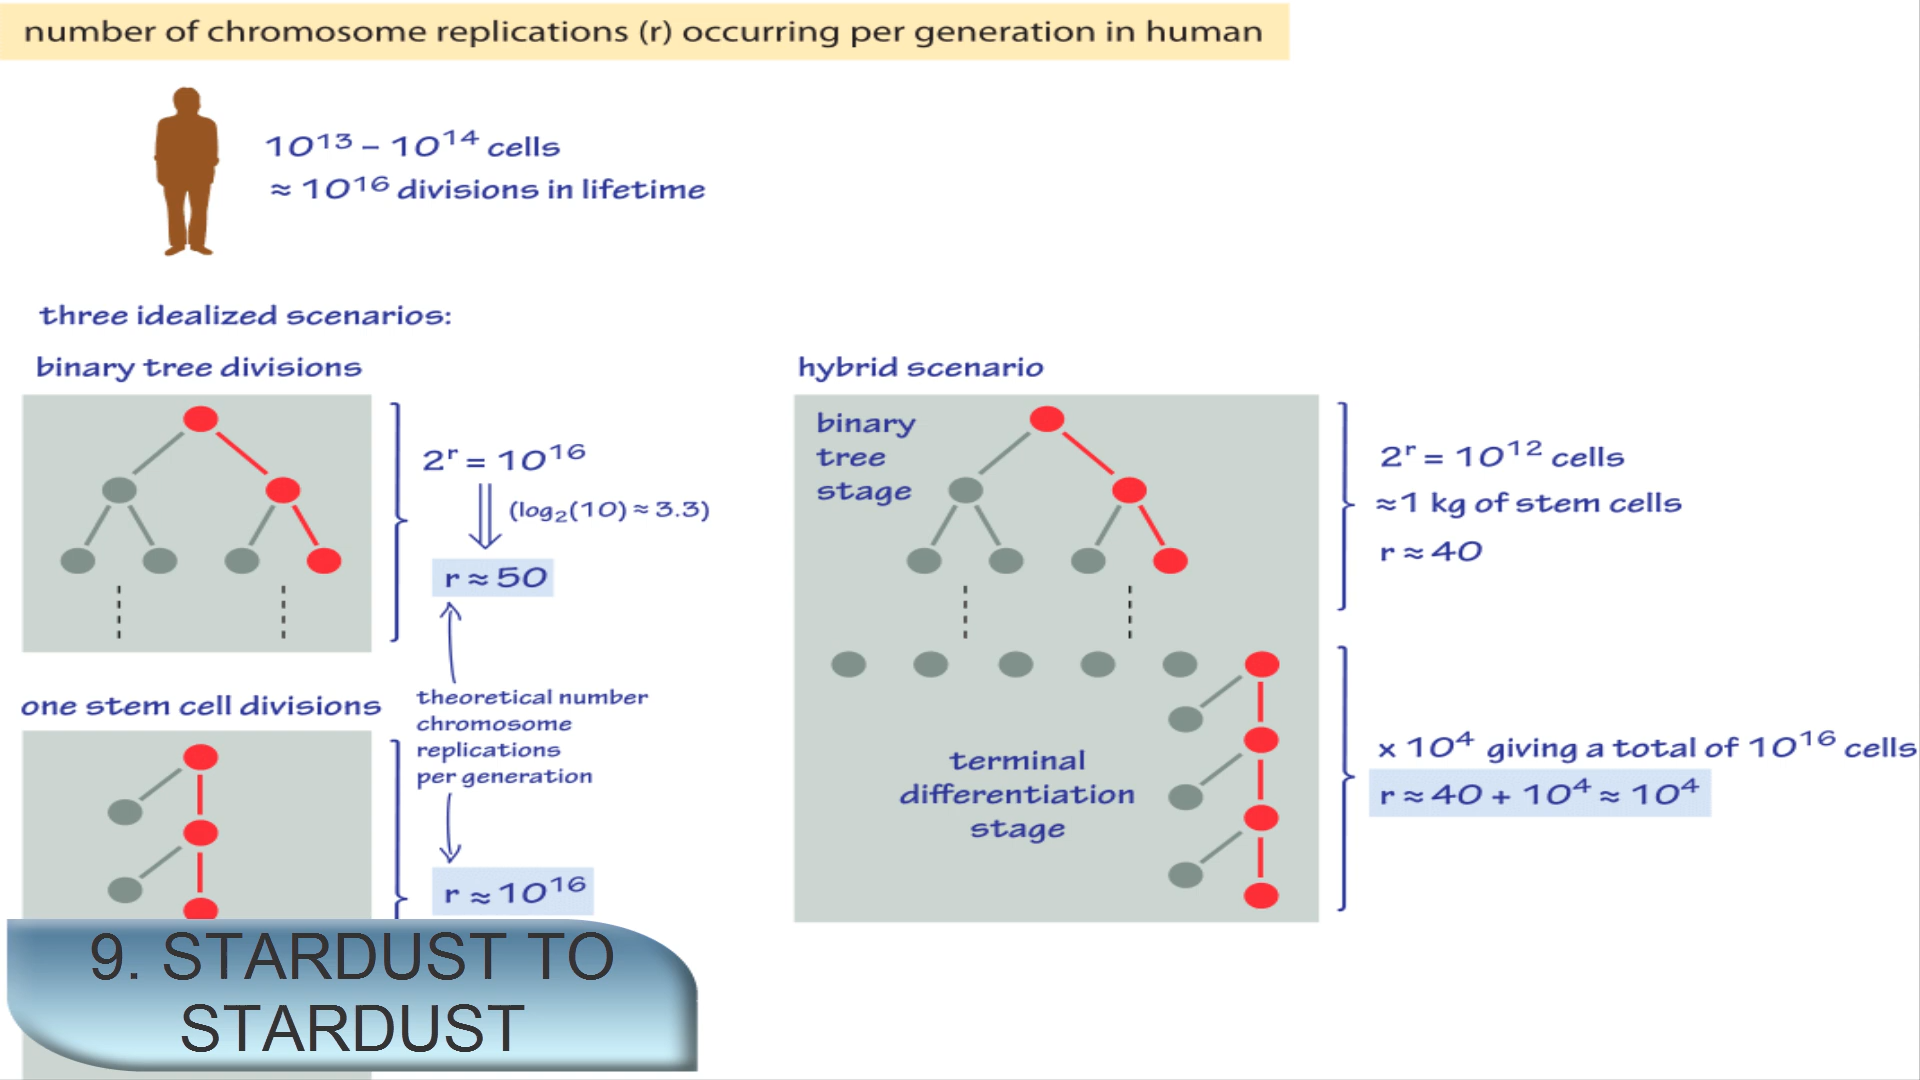 number of chromosome replications (r) occurring per generation in human
10¹³ – 10¹⁴ cells
≈ 10¹⁶ divisions in lifetime
three idealized scenarios:
binary tree divisions
2ʳ = 10¹⁶
(log₂(10) ≈ 3.3)
r ≈ 50
theoretical number
chromosome
replications
per generation
one stem cell divisions
r ≈ 10¹⁶
hybrid scenario
binary
tree
stage
2ʳ = 10¹² cells
≈1 kg of stem cells
r ≈ 40
terminal
differentiation
stage
x 10⁴ giving a total of 10¹⁶ cells
r ≈ 40 + 10⁴ ≈ 10⁴
9. STARDUST TO
STARDUST